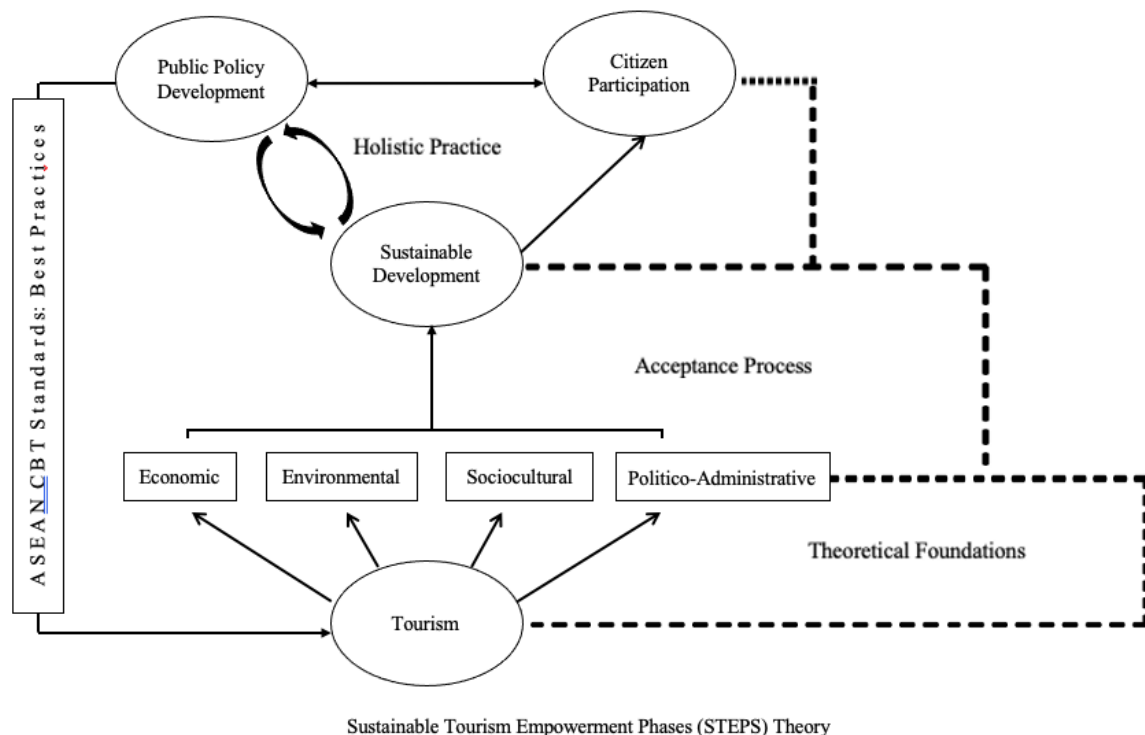 Public Policy
Development
Citizen
Participation
Holistic Practice
Sustainable
Development
ASEAN CBT Standards: Best Practices
Acceptance Process
Economic
Environmental
Sociocultural
Politico-Administrative
Theoretical Foundations
Tourism
Sustainable Tourism Empowerment Phases (STEPS) Theory